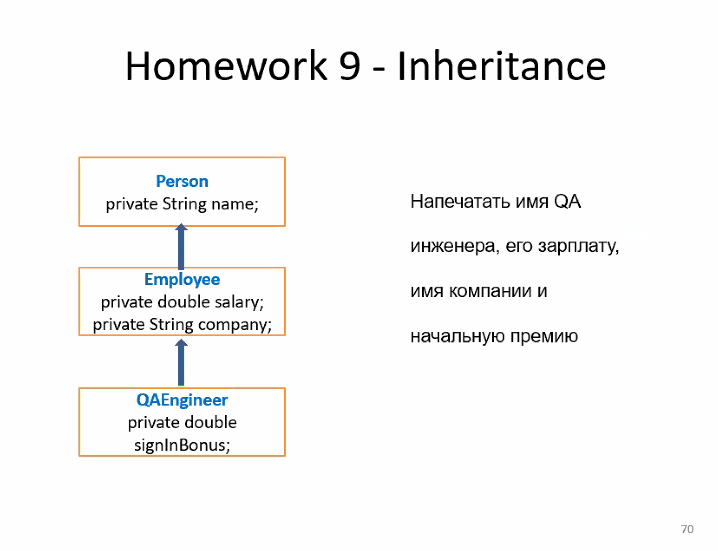 Homework 9 - Inheritance
Person
private String name;
Employee
private double salary;
private String company;
QAEngineer
private double
signInBonus;
Напечатать имя QA
инженера, его зарплату,
имя компании и
начальную премию
70